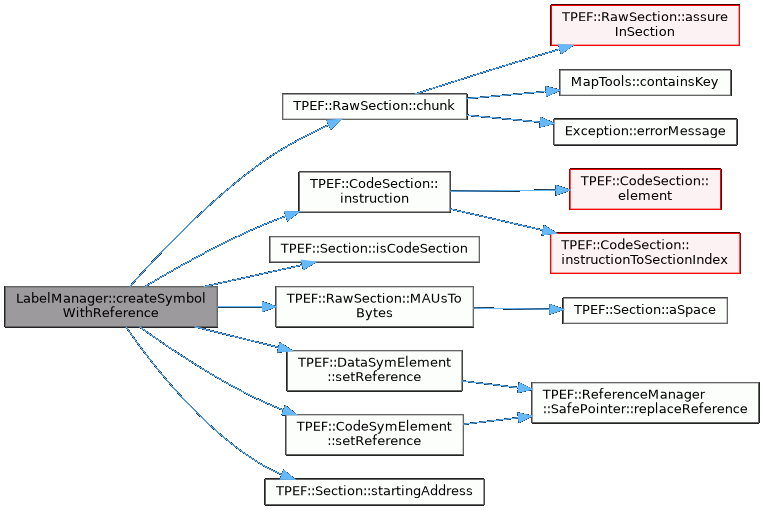 TPEF::RawSection::assure
InSection
MapTools::containsKey
TPEF::RawSection::chunk
Exception::errorMessage
TPEF::CodeSection::
instruction
TPEF::CodeSection::
element
TPEF::Section::isCodeSection
TPEF::CodeSection::
instructionToSectionIndex
LabelManager::createSymbol
WithReference
TPEF::RawSection::MAUsTo
Bytes
TPEF::Section::aSpace
TPEF::DataSymElement
::setReference
TPEF::ReferenceManager
::SafePointer::replaceReference
TPEF::CodeSymElement
::setReference
TPEF::Section::startingAddress